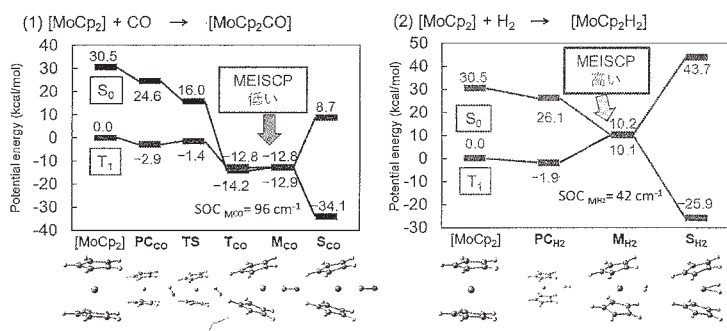 (1) [MoCp2] + CO → [MoCp2CO]
Potential energy (kcal/mol)
40
30
20
10
0
-10
-20
-30
-40
30.5
S0
24.6
16.0
0.0
T1
-2.9
-1.4
MEISCP
低い
-12.8
-12.8
-14.2
-12.9
8.7
-34.1
SOC MCO = 96 cm⁻¹
[MoCp2] PCCO TS TCO MCO SCO
(2) [MoCp2] + H2 → [MoCp2H2]
Potential energy (kcal/mol)
50
40
30
20
10
0
-10
-20
-30
30.5
S0
26.1
0.0
T1
-1.9
MEISCP
高い
10.2
10.1
43.7
-25.9
SOC MH2 = 42 cm⁻¹
[MoCp2] PCH2 MH2 SH2